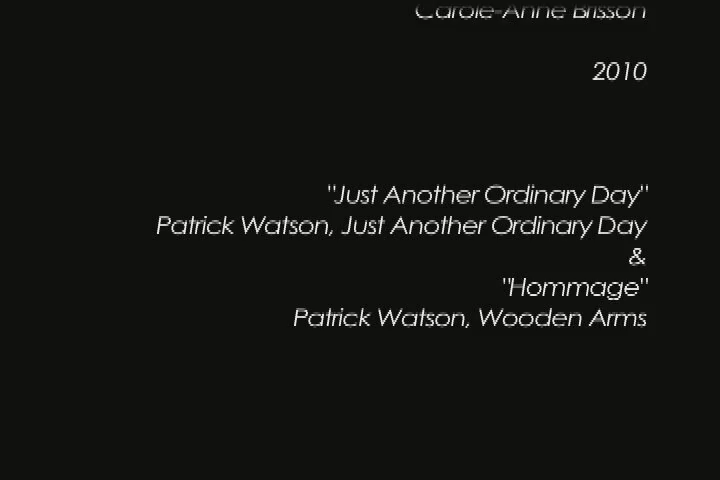 Carole-Anne Brisson
2010
"Just Another Ordinary Day"
Patrick Watson, Just Another Ordinary Day
&
"Hommage"
Patrick Watson, Wooden Arms